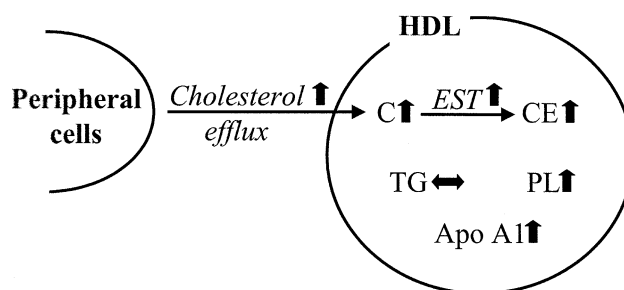 HDL
Peripheral
cells
Cholesterol ⬆
efflux
C⬆ EST⬆ CE⬆
TG⬌ PL⬆
Apo A1⬆